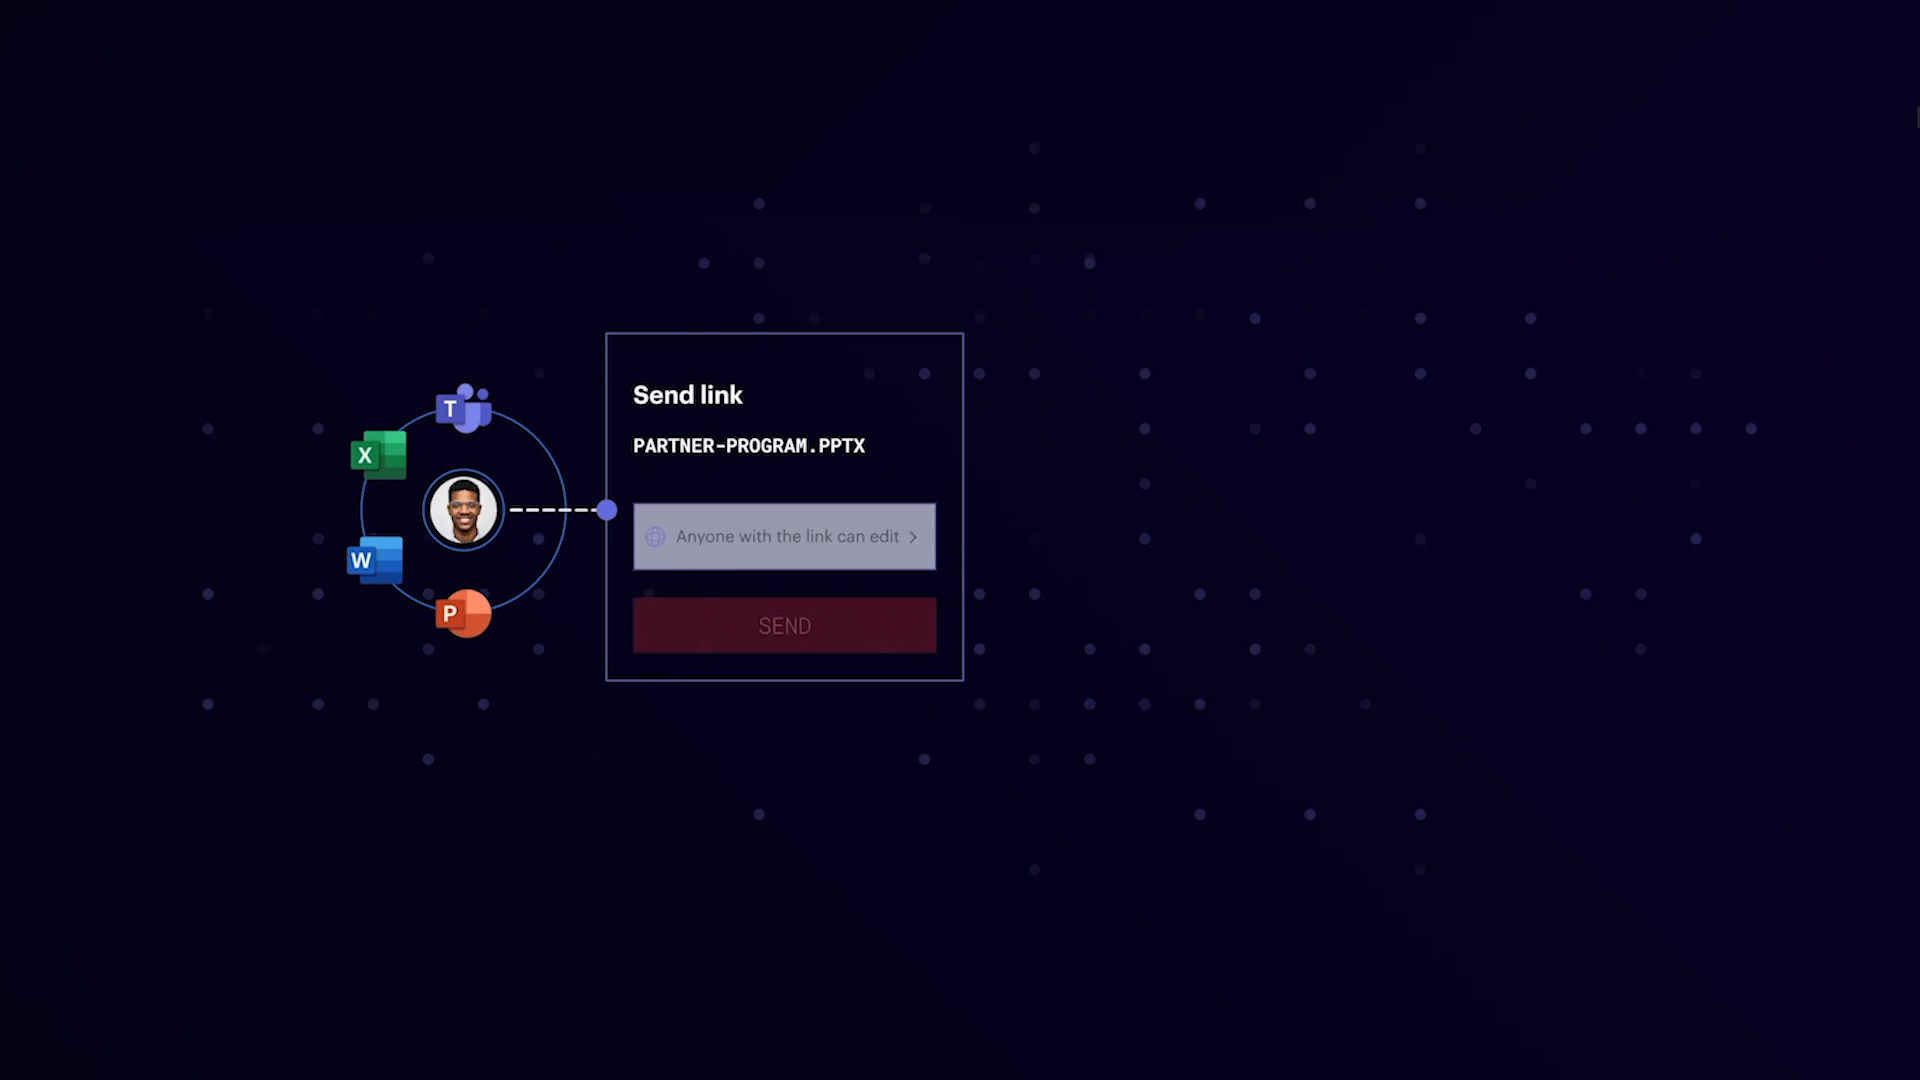 T
X
W
P
Send link
PARTNER-PROGRAM.PPTX
Anyone with the link can edit
SEND